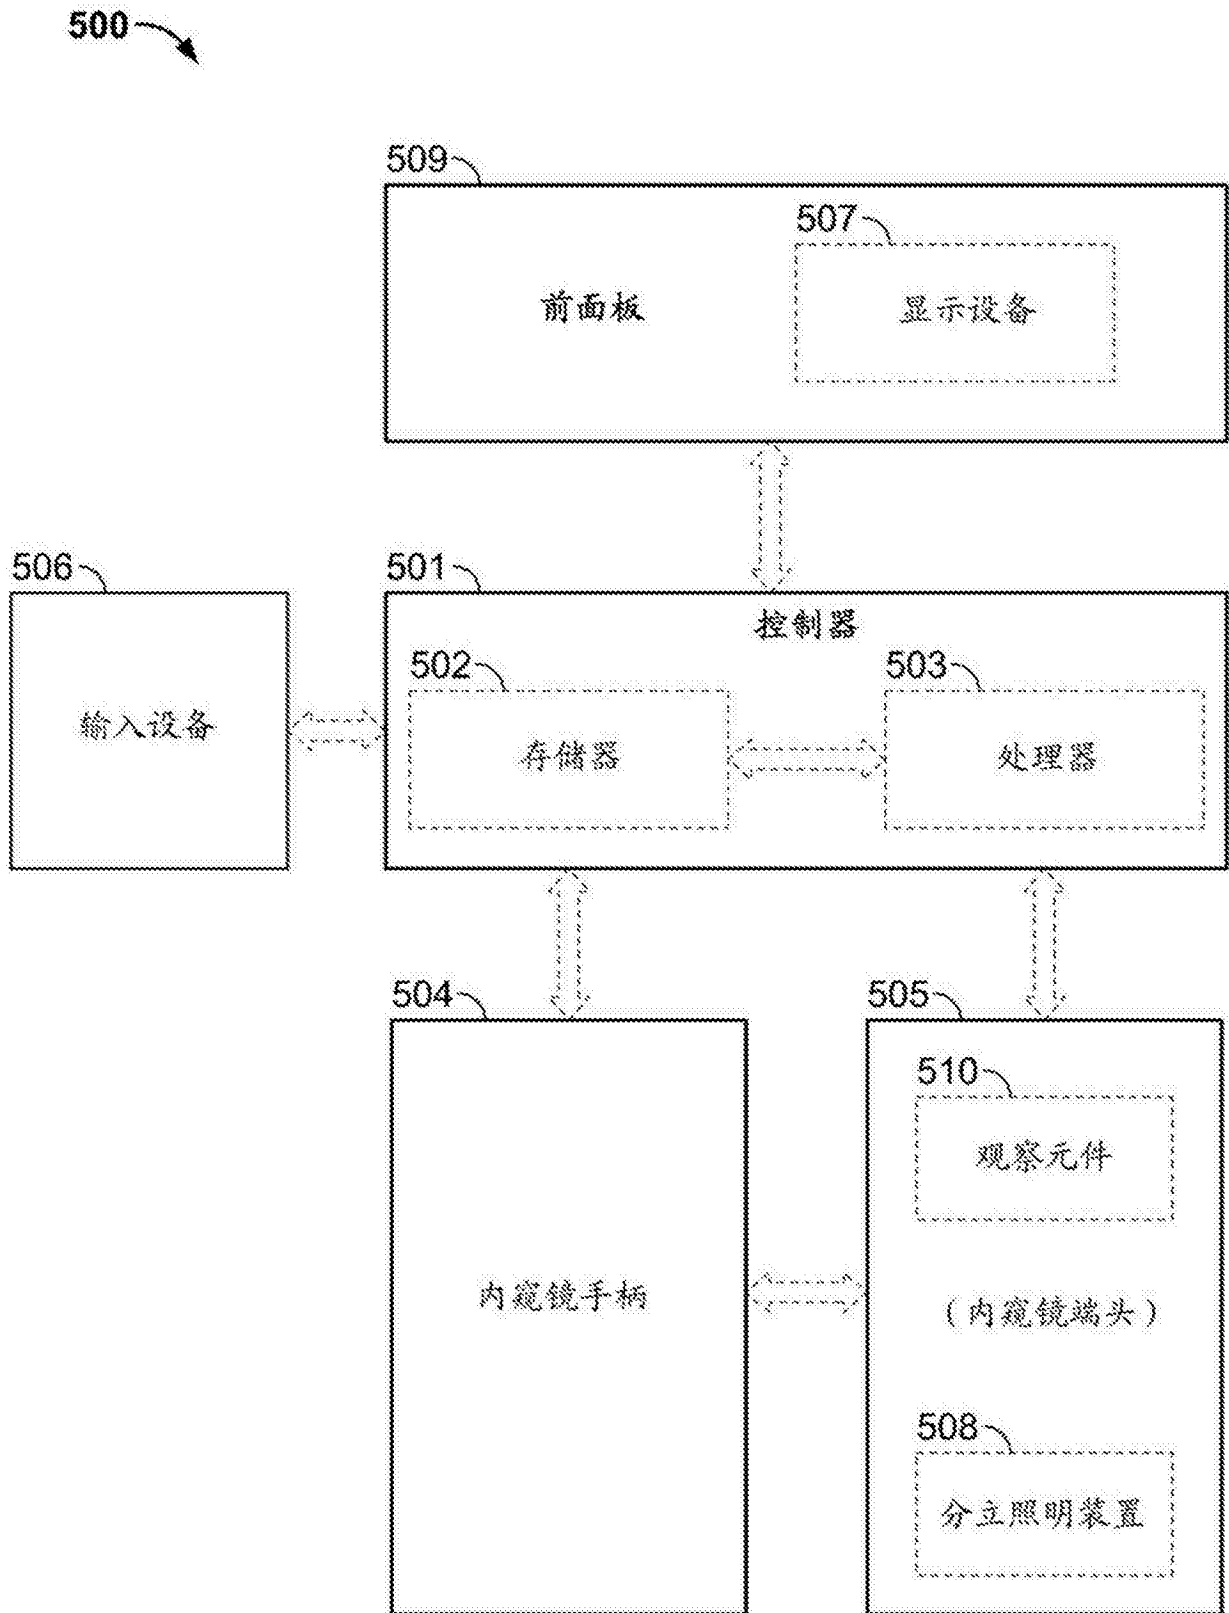 500
509
507
前面板
显示设备
506
501
控制器
502
503
输入设备
存储器
处理器
504
505
510
观察元件
内窥镜手柄
(内窥镜端头)
508
分立照明装置